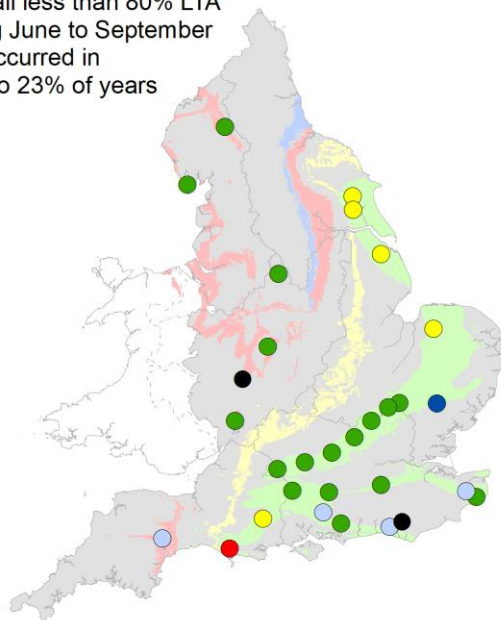 less than 80% LTA
June to September
in
23% of years